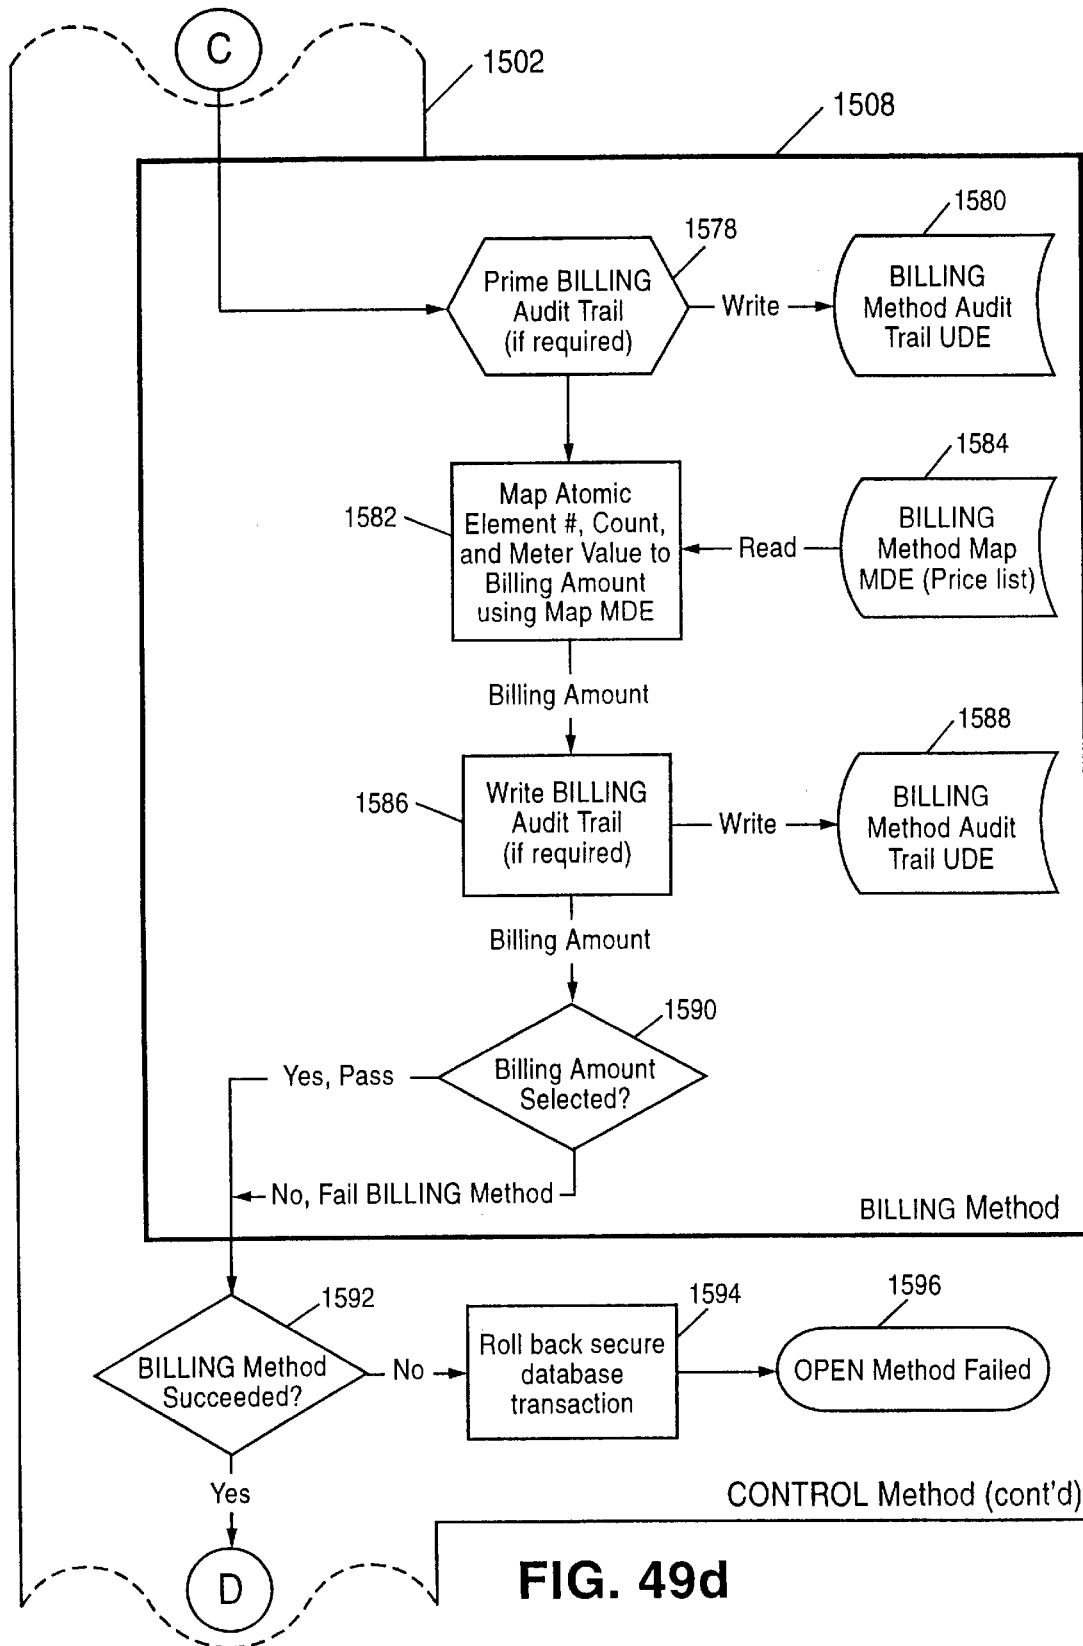 C
1502
1508
1578
1580
Prime BILLING
Audit Trail
(if required)
Write
BILLING
Method Audit
Trail UDE
1582
Map Atomic
Element #, Count,
and Meter Value to
Billing Amount
using Map MDE
Read
1584
BILLING
Method Map
MDE (Price list)
Billing Amount
1586
Write BILLING
Audit Trail
(if required)
Write
1588
BILLING
Method Audit
Trail UDE
Billing Amount
1590
Billing Amount
Selected?
Yes, Pass
No, Fail BILLING Method
BILLING Method
1592
BILLING Method
Succeeded?
No
1594
Roll back secure
database
transaction
1596
OPEN Method Failed
Yes
CONTROL Method (cont'd)
D
FIG. 49d